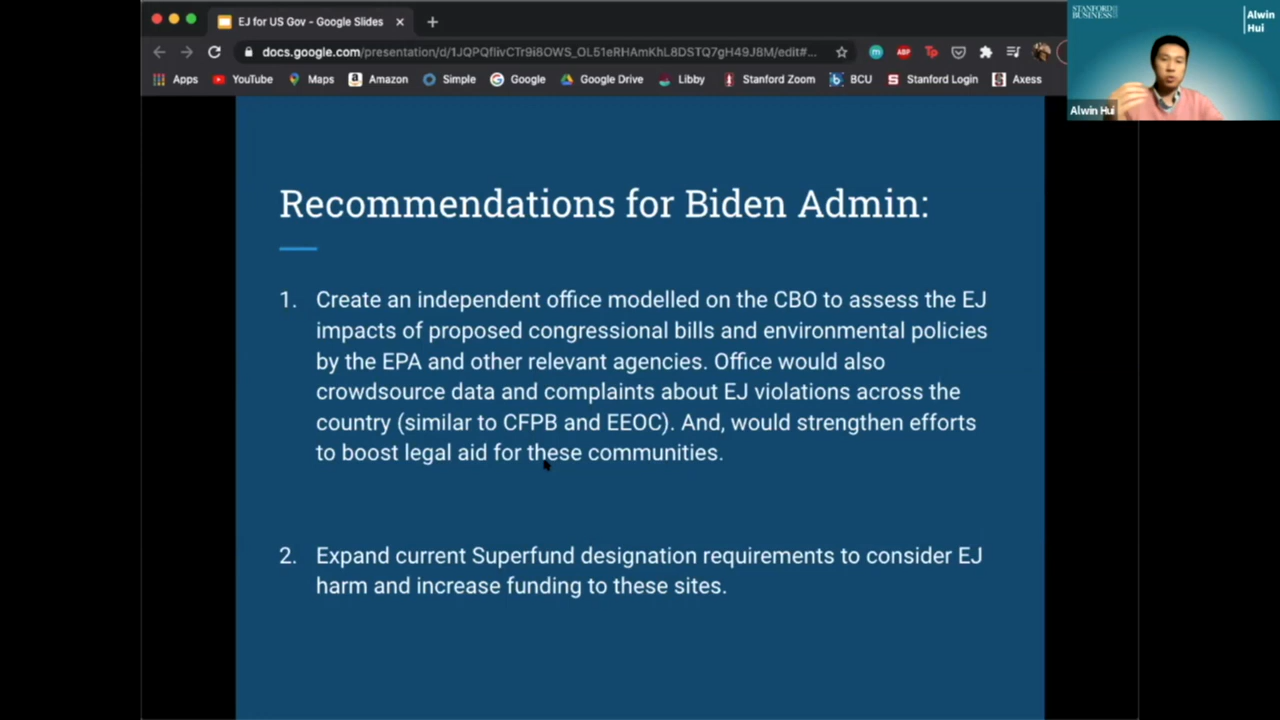 EJ for US Gov - Google Slides
docs.google.com/presentation/d/1JQPQfIivCTr9i8OWS_OL51eRHAmKhL8DSTQ7gH49J8M/edit#...
ABP
Tp
Apps YouTube Maps Amazon Simple Google Google Drive Libby Stanford Zoom BCU Stanford Login Axess
STANFORD
BUSINESS
Alwin
Hui
Alwin Hui
Recommendations for Biden Admin:
1. Create an independent office modelled on the CBO to assess the EJ
impacts of proposed congressional bills and environmental policies
by the EPA and other relevant agencies. Office would also
crowdsource data and complaints about EJ violations across the
country (similar to CFPB and EEOC). And, would strengthen efforts
to boost legal aid for these communities.
2. Expand current Superfund designation requirements to consider EJ
harm and increase funding to these sites.